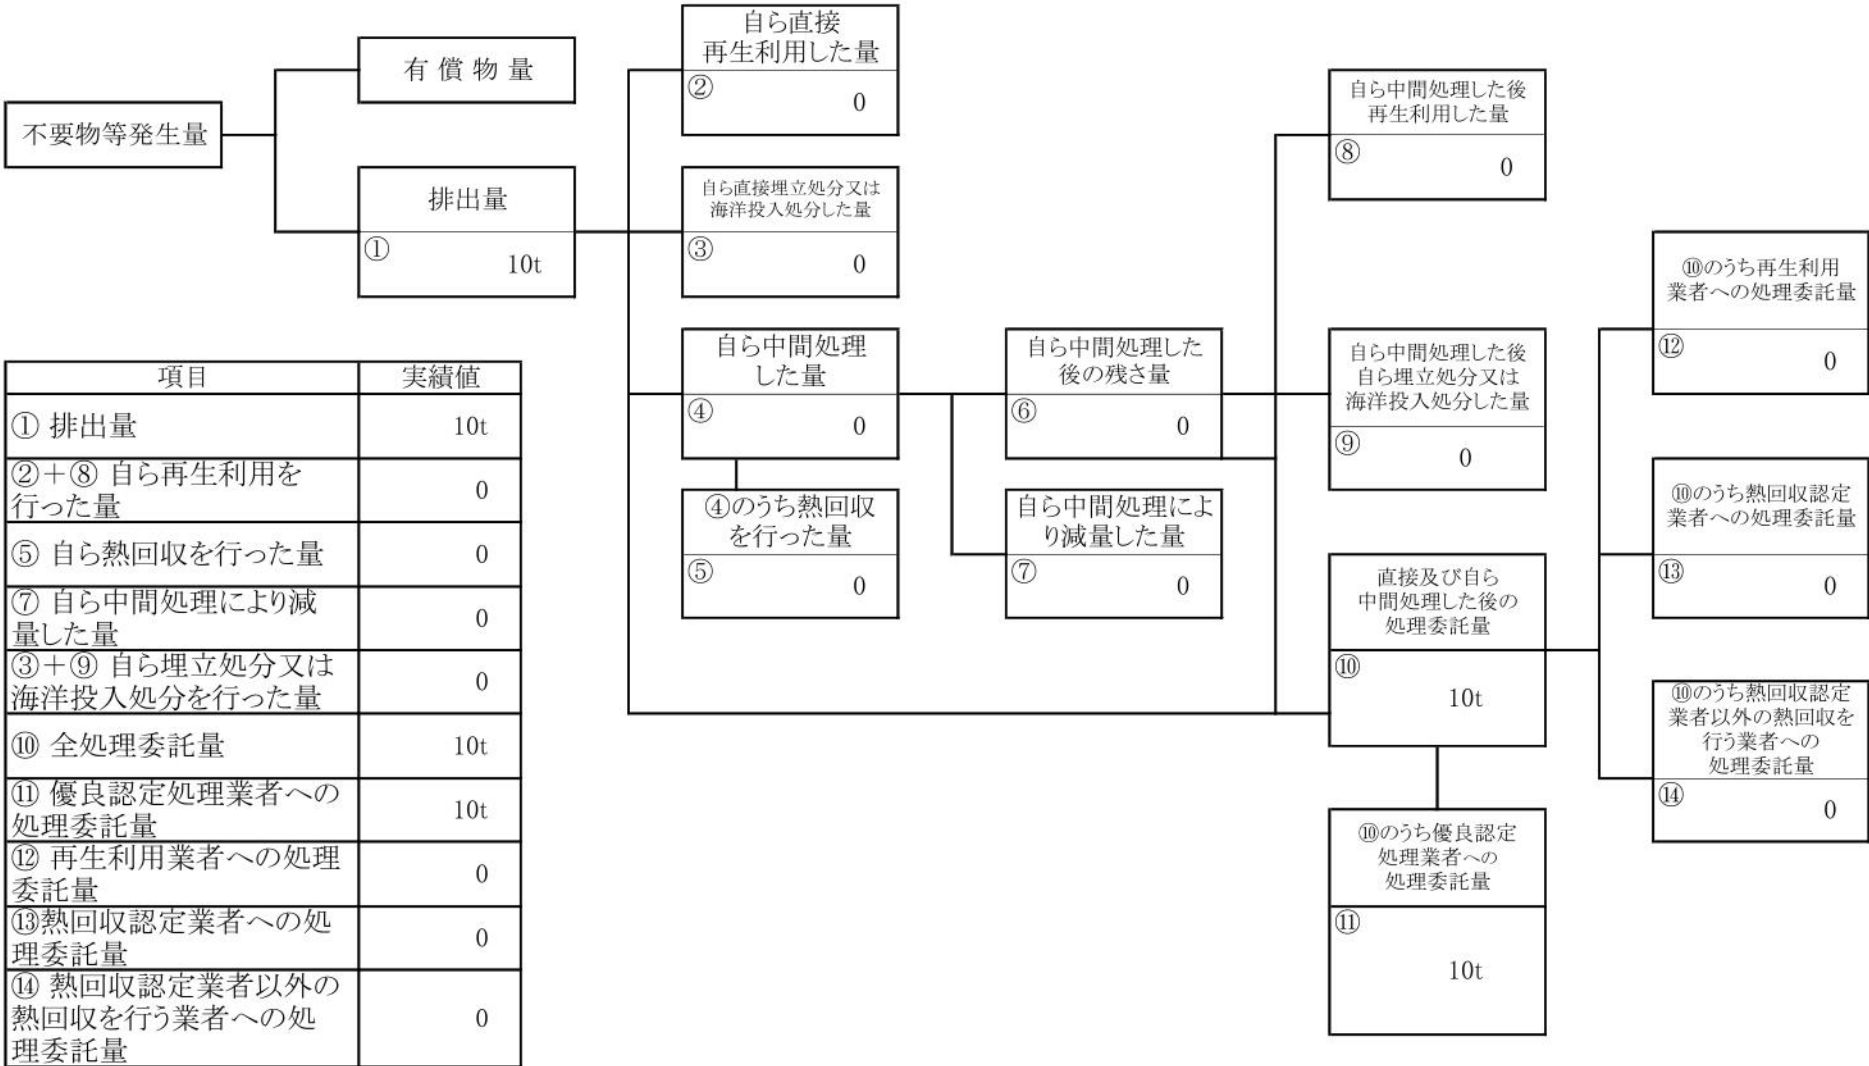 不要物等発生量
有 償 物 量
排出量
①
10t
自ら直接
再生利用した量
②
0
自ら直接埋立処分又は
海洋投入処分した量
③
0
自ら中間処理
した量
④
0
④のうち熱回収
を行った量
⑤
0
自ら中間処理した
後の残さ量
⑥
0
自ら中間処理によ
り減量した量
⑦
0
自ら中間処理した後
再生利用した量
⑧
0
自ら中間処理した後
自ら埋立処分又は
海洋投入処分した量
⑨
0
直接及び自ら
中間処理した後の
処理委託量
⑩
10t
⑩のうち優良認定
処理業者への
処理委託量
⑪
10t
⑩のうち再生利用
業者への処理委託量
⑫
0
⑩のうち熱回収認定
業者への処理委託量
⑬
0
⑩のうち熱回収認定
業者以外の熱回収を
行う業者への
処理委託量
⑭
0
項目 実績値
① 排出量 10t
②＋⑧ 自ら再生利用を
行った量 0
⑤ 自ら熱回収を行った量 0
⑦ 自ら中間処理により減
量した量 0
③＋⑨ 自ら埋立処分又は
海洋投入処分を行った量 0
⑩ 全処理委託量 10t
⑪ 優良認定処理業者への
処理委託量 10t
⑫ 再生利用業者への処理
委託量 0
⑬熱回収認定業者への処
理委託量 0
⑭ 熱回収認定業者以外の
熱回収を行う業者への処
理委託量 0